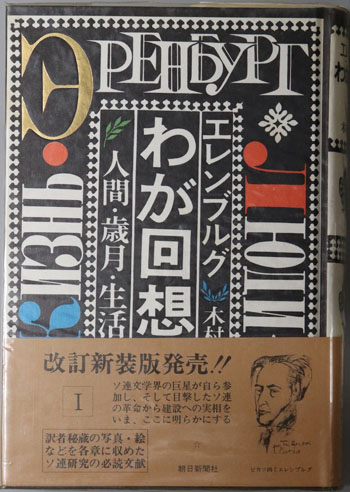 ЭРЕНБУРГ
ЛЮДИ
ИЗНЬ
エレンブルグ
わが回想
人間・歳月・生活
木村
改訂新装版発売!!
I
ソ連文学界の巨星が自ら参
加し、そして目撃したソ連
の革命から建設への実相を
いま、ここに明らかにする
訳者秘蔵の写真・絵
などを各章に収めた
ソ連研究の必読文献
朝日新聞社
ピカソ画くエレンブルグ
エ
わ